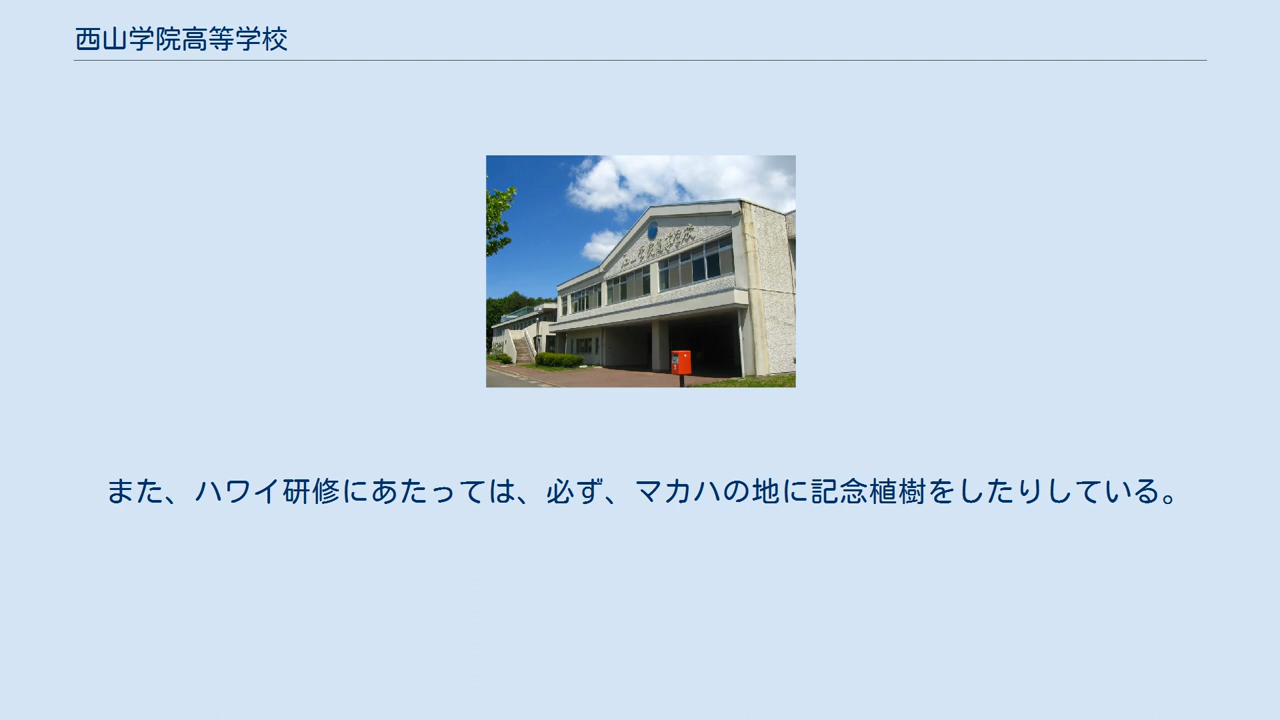 西山学院高等学校
また、ハワイ研修にあたっては、必ず、マカハの地に記念植樹をしたりしている。